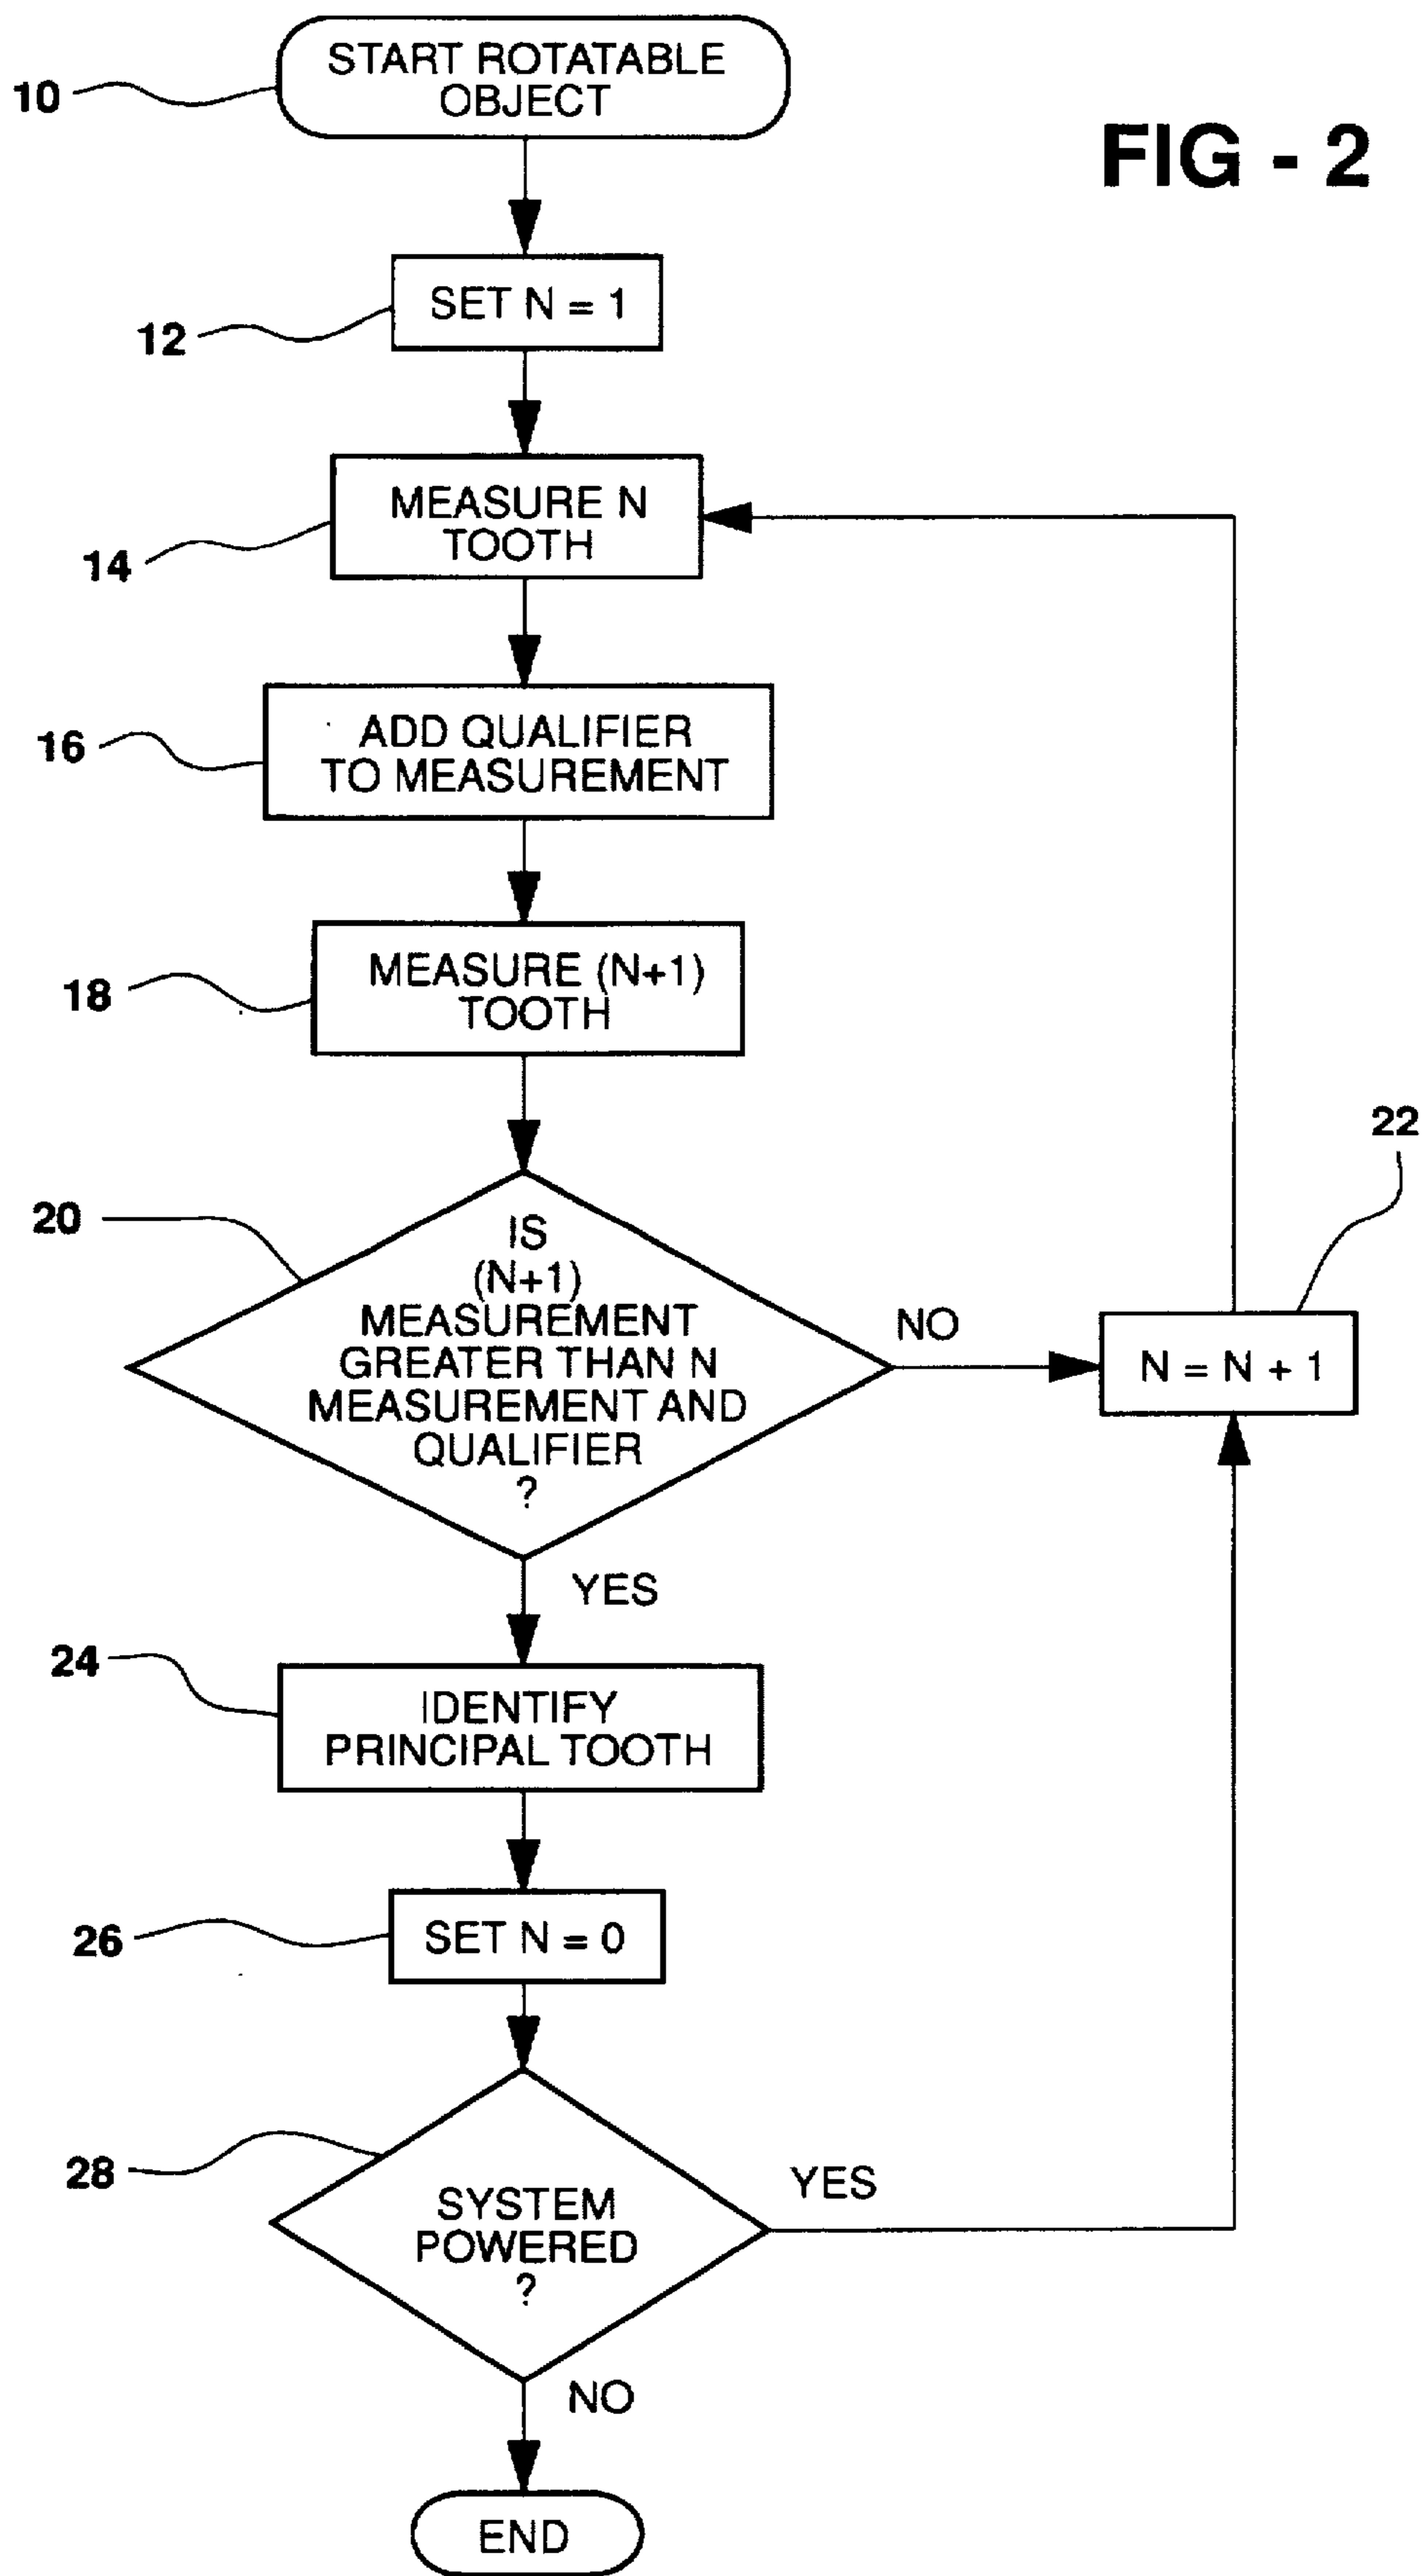 START ROTATABLE
OBJECT
10
FIG - 2
SET N = 1
12
MEASURE N
TOOTH
14
ADD QUALIFIER
TO MEASUREMENT
16
MEASURE (N+1)
TOOTH
18
22
20
IS
(N+1)
MEASUREMENT
GREATER THAN N
MEASUREMENT AND
QUALIFIER
?
NO
N = N + 1
YES
24
IDENTIFY
PRINCIPAL TOOTH
26
SET N = 0
28
SYSTEM
POWERED
?
YES
NO
END